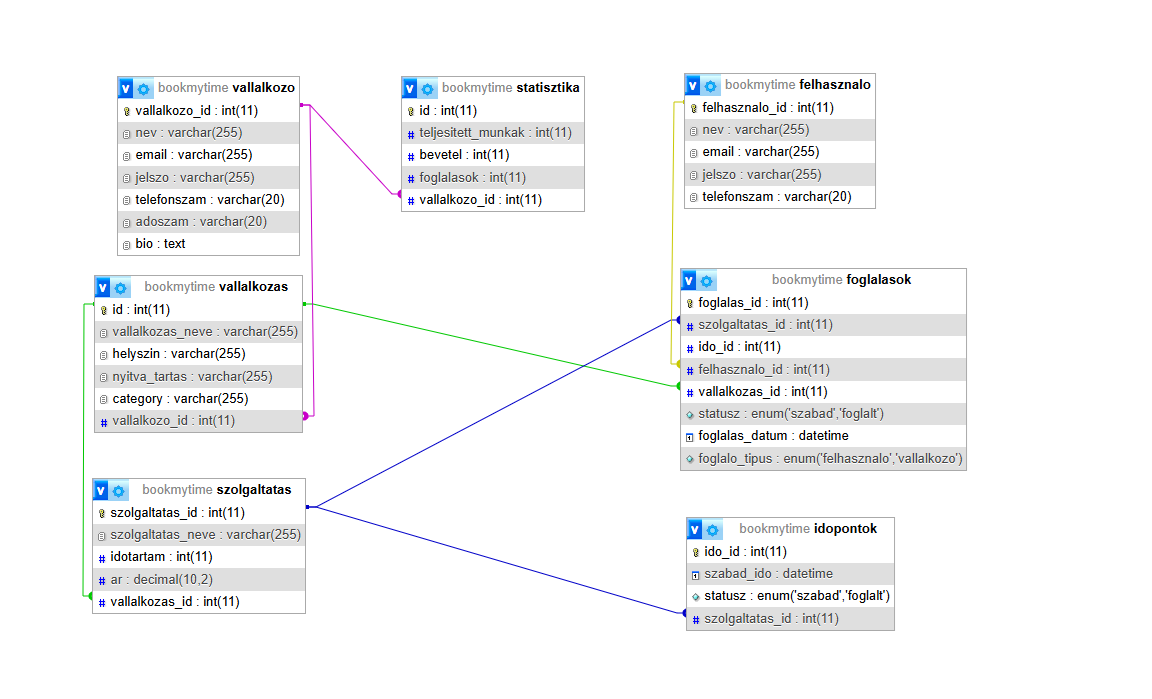 bookmytime vallalkozo
vallalkozo_id : int(11)
nev : varchar(255)
email : varchar(255)
jelszo : varchar(255)
telefonszam : varchar(20)
adoszam : varchar(20)
bio : text
bookmytime statisztika
id : int(11)
teljesitett_munkak : int(11)
bevetel : int(11)
foglalasok : int(11)
vallalkozo_id : int(11)
bookmytime felhasznalo
felhasznalo_id : int(11)
nev : varchar(255)
email : varchar(255)
jelszo : varchar(255)
telefonszam : varchar(20)
bookmytime vallalkozas
id : int(11)
vallalkozas_neve : varchar(255)
helyszin : varchar(255)
nyitva_tartas : varchar(255)
category : varchar(255)
vallalkozo_id : int(11)
bookmytime foglalasok
foglalas_id : int(11)
szolgaltatas_id : int(11)
ido_id : int(11)
felhasznalo_id : int(11)
vallalkozas_id : int(11)
statusz : enum('szabad','foglalt')
foglalas_datum : datetime
foglalo_tipus : enum('felhasznalo','vallalkozo')
bookmytime szolgaltatas
szolgaltatas_id : int(11)
szolgaltatas_neve : varchar(255)
idotartam : int(11)
ar : decimal(10,2)
vallalkozas_id : int(11)
bookmytime idopontok
ido_id : int(11)
szabad_ido : datetime
statusz : enum('szabad','foglalt')
szolgaltatas_id : int(11)